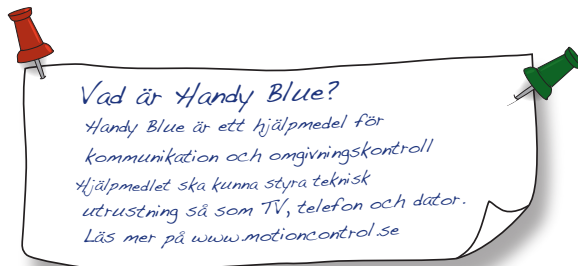 Vad är Handy Blue?
Handy Blue är ett hjälpmedel för
kommunikation och omgivningskontroll
Hjälpmedlet ska kunna styra teknisk
utrustning så som TV, telefon och dator.
Läs mer på www.motioncontrol.se